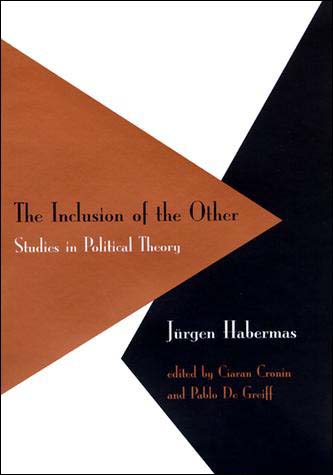 The Inclusion of the Other
Studies in Political Theory
Jürgen Habermas
edited by Ciaran Cronin
and Pablo De Greiff